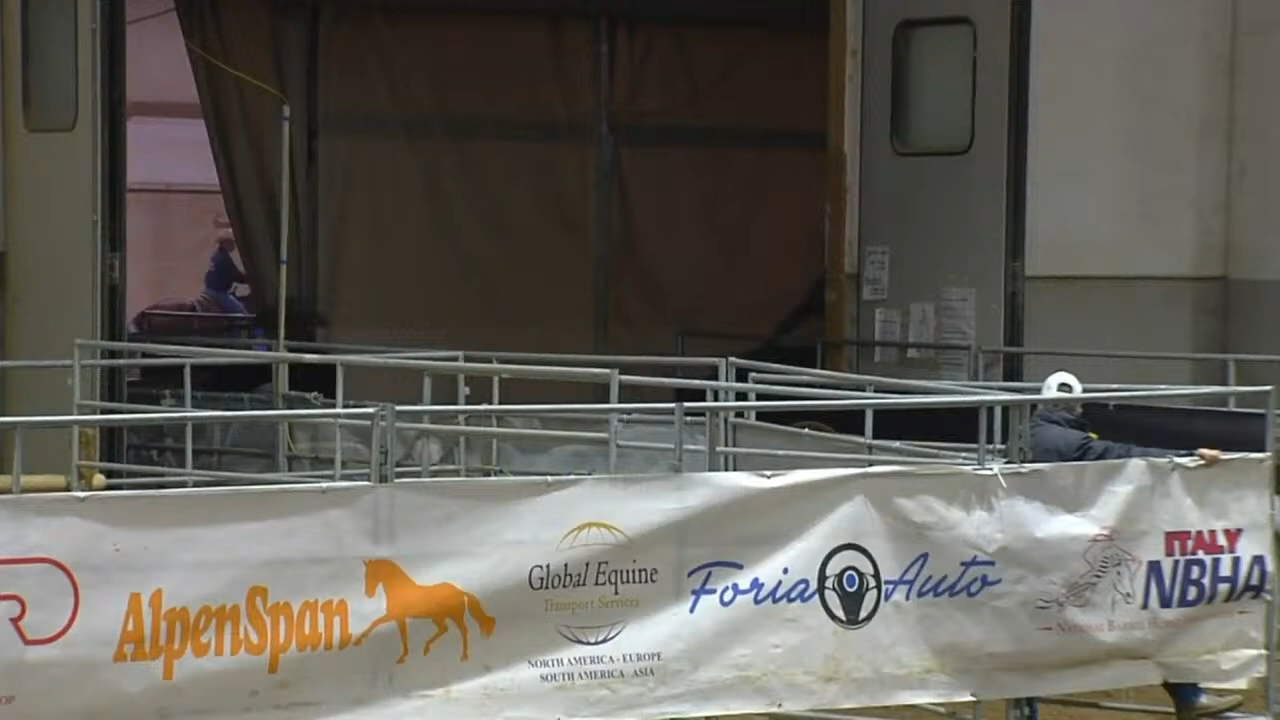 AlpenSpan
Global Equine
Transport Services
NORTH AMERICA - EUROPE
SOUTH AMERICA ASIA
Foria Auto
ITALY
NBHA